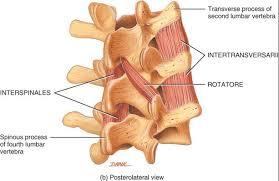 Transverse process of
second lumbar vertebra
INTERTRANSVERSARII
ROTATORE
INTERSPINALES
Spinous process
of fourth lumbar
vertebra
(b) Posterolateral view